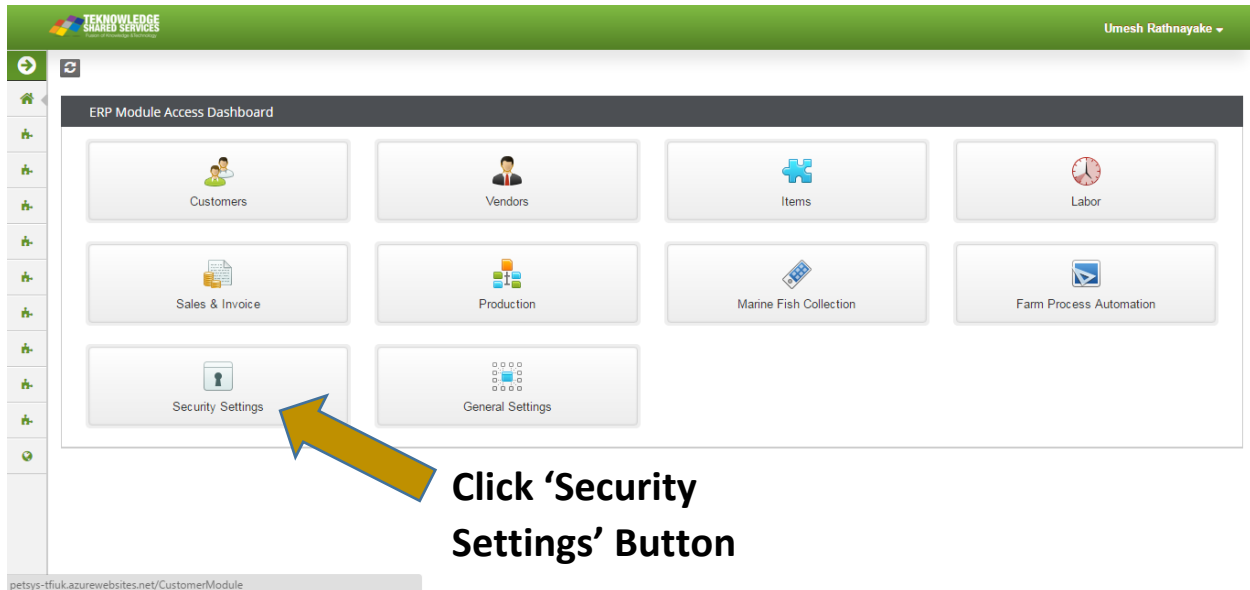 TEKNOWLEDGE
SHARED SERVICES
Umesh Rathnayake
ERP Module Access Dashboard
Customers
Vendors
Items
Labor
Sales & Invoice
Production
Marine Fish Collection
Farm Process Automation
Security Settings
General Settings
Click ‘Security
Settings’ Button
petsys-tfiuk.azurewebsites.net/CustomerModule